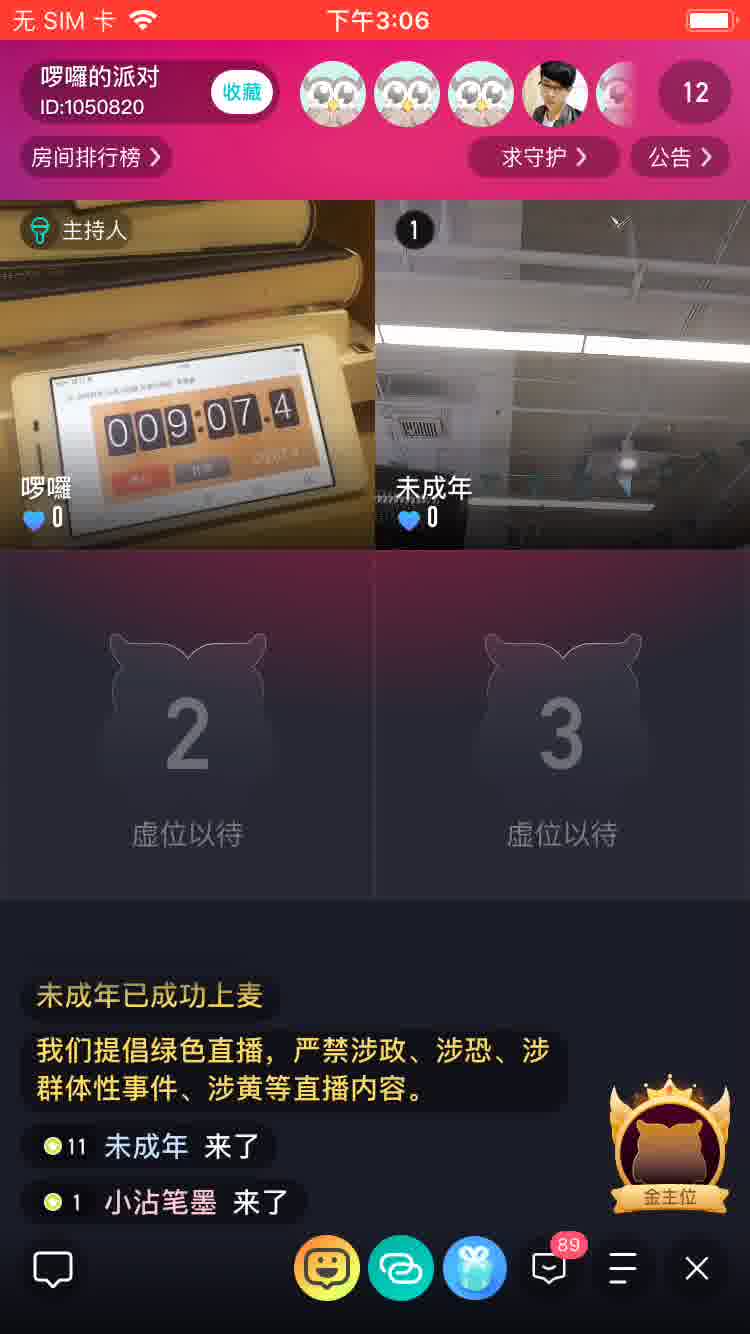 无 SIM 卡
下午3:06
啰囉的派对
ID:1050820
收藏
12
房间排行榜
求守护
公告
主持人
1
009:07.4
啰囉
0
未成年
0
2
3
虚位以待
虚位以待
未成年已成功上麦
我们提倡绿色直播，严禁涉政、涉恐、涉
群体性事件、涉黄等直播内容。
11 未成年 来了
1 小沾笔墨 来了
金主位
89